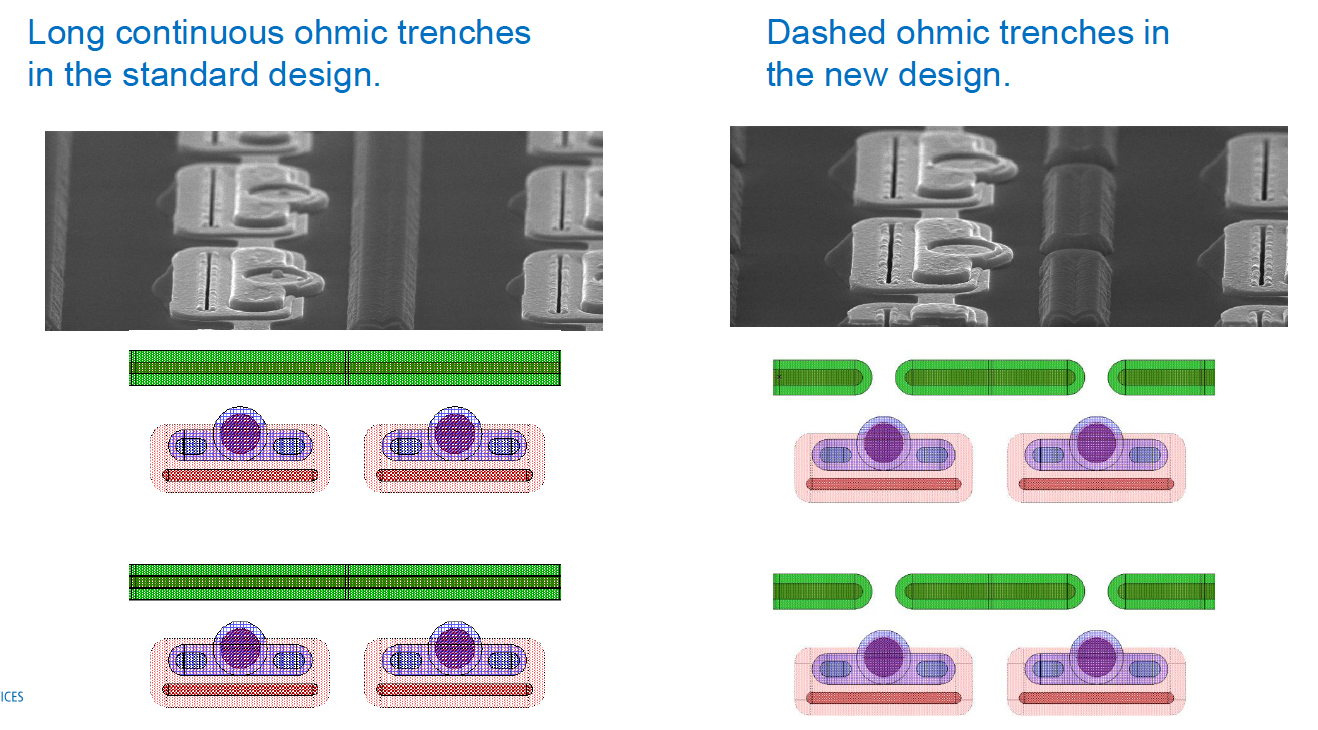 Long continuous ohmic trenches
in the standard design.
Dashed ohmic trenches in
the new design.
ICES